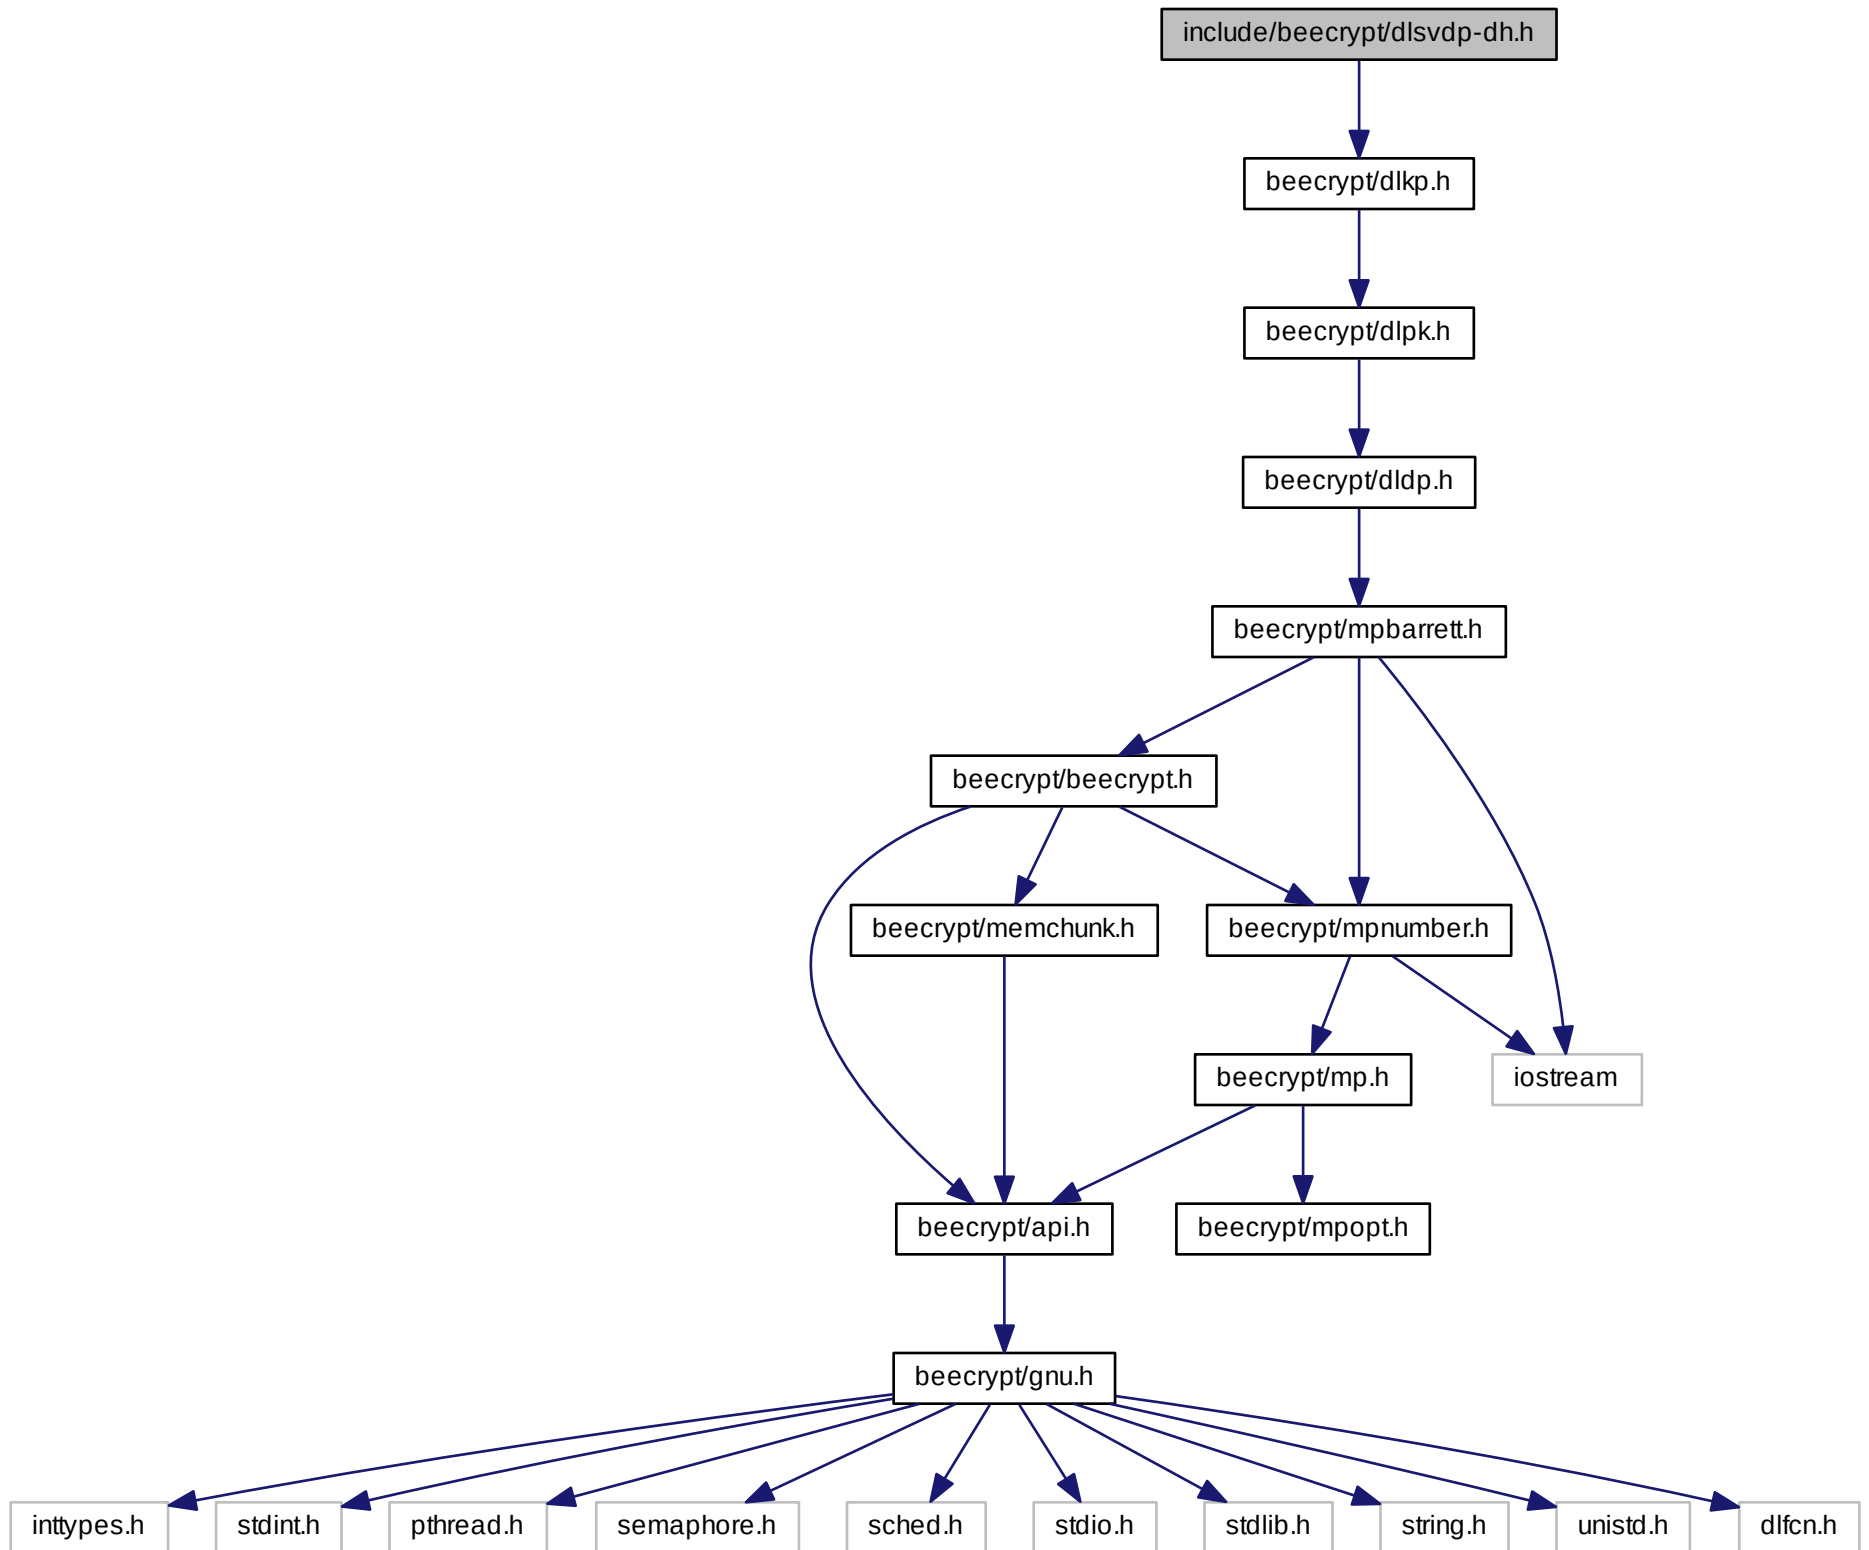 include/beecrypt/dlsvdp-dh.h
beecrypt/dlkp.h
beecrypt/dlpk.h
beecrypt/dldp.h
beecrypt/mpbarrett.h
beecrypt/beecrypt.h
beecrypt/memchunk.h
beecrypt/mpnumber.h
beecrypt/mp.h
iostream
beecrypt/api.h
beecrypt/mpopt.h
beecrypt/gnu.h
inttypes.h
stdint.h
pthread.h
semaphore.h
sched.h
stdio.h
stdlib.h
string.h
unistd.h
dlfcn.h